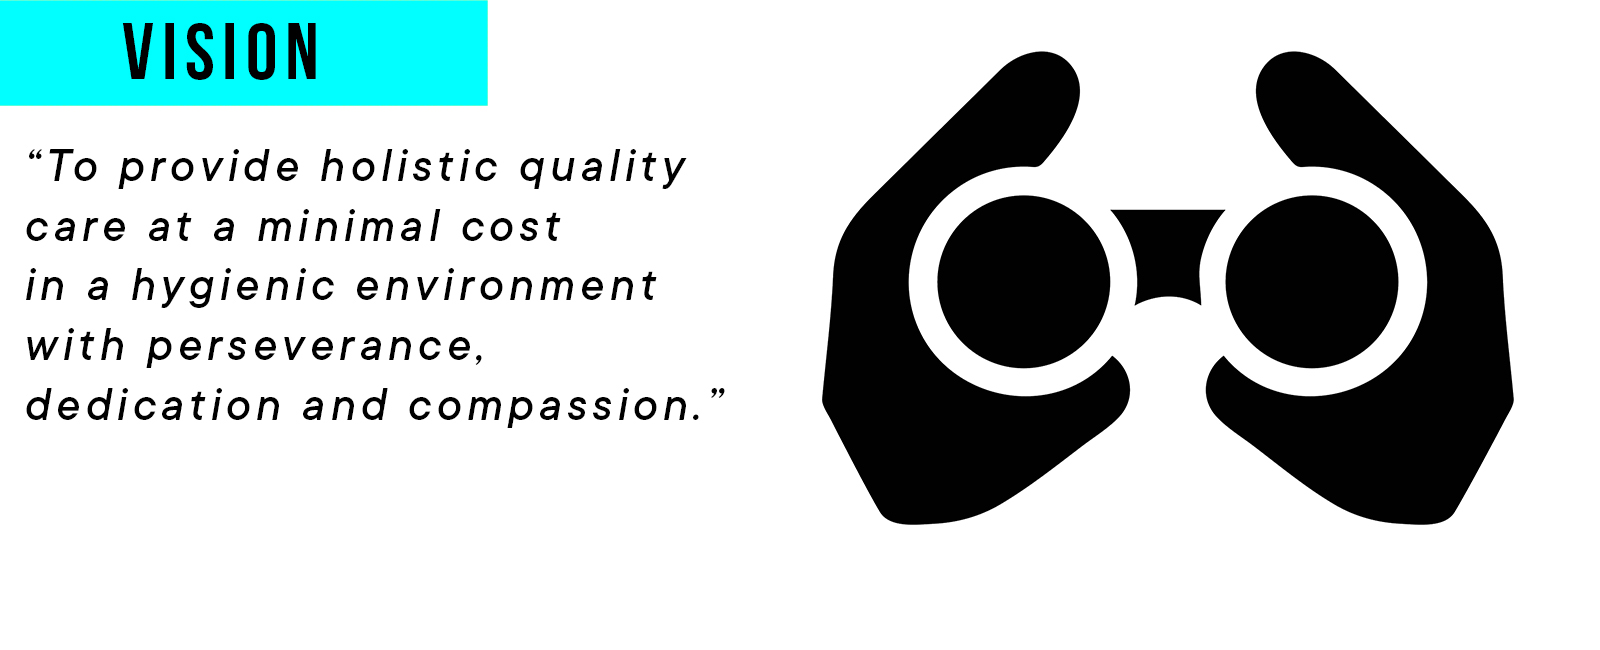 VISION
“To provide holistic quality
care at a minimal cost
in a hygienic environment
with perseverance,
dedication and compassion.”